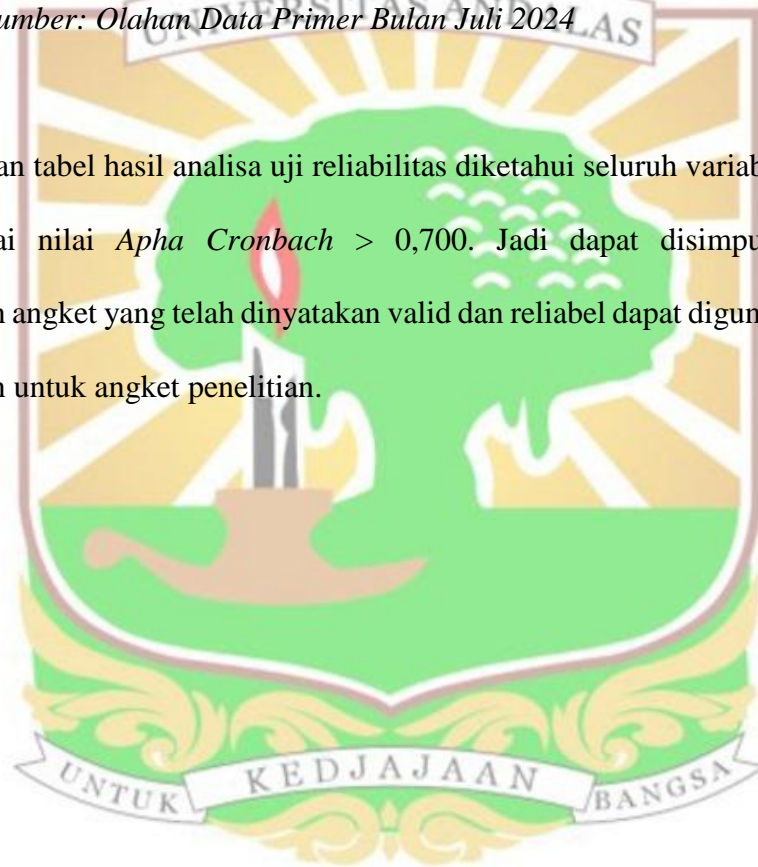 umber: Olahan Data Primer Bulan Juli 2024
UNIVERSITAS ANDALAS
an tabel hasil analisa uji reliabilitas diketahui seluruh variab
ai nilai Apha Cronbach > 0,700. Jadi dapat disimpu
n angket yang telah dinyatakan valid dan reliabel dapat digun
n untuk angket penelitian.
UNTUK KEDJAJAAN BANGSA